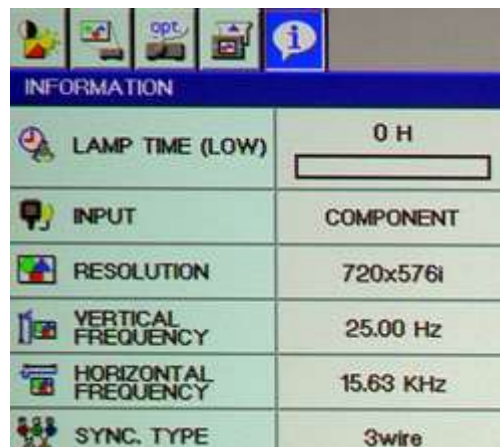 opt.
i
INFORMATION
LAMP TIME (LOW)
0 H
INPUT
COMPONENT
RESOLUTION
720x576i
VERTICAL
FREQUENCY
25.00 Hz
HORIZONTAL
FREQUENCY
15.63 KHz
SYNC. TYPE
3wire